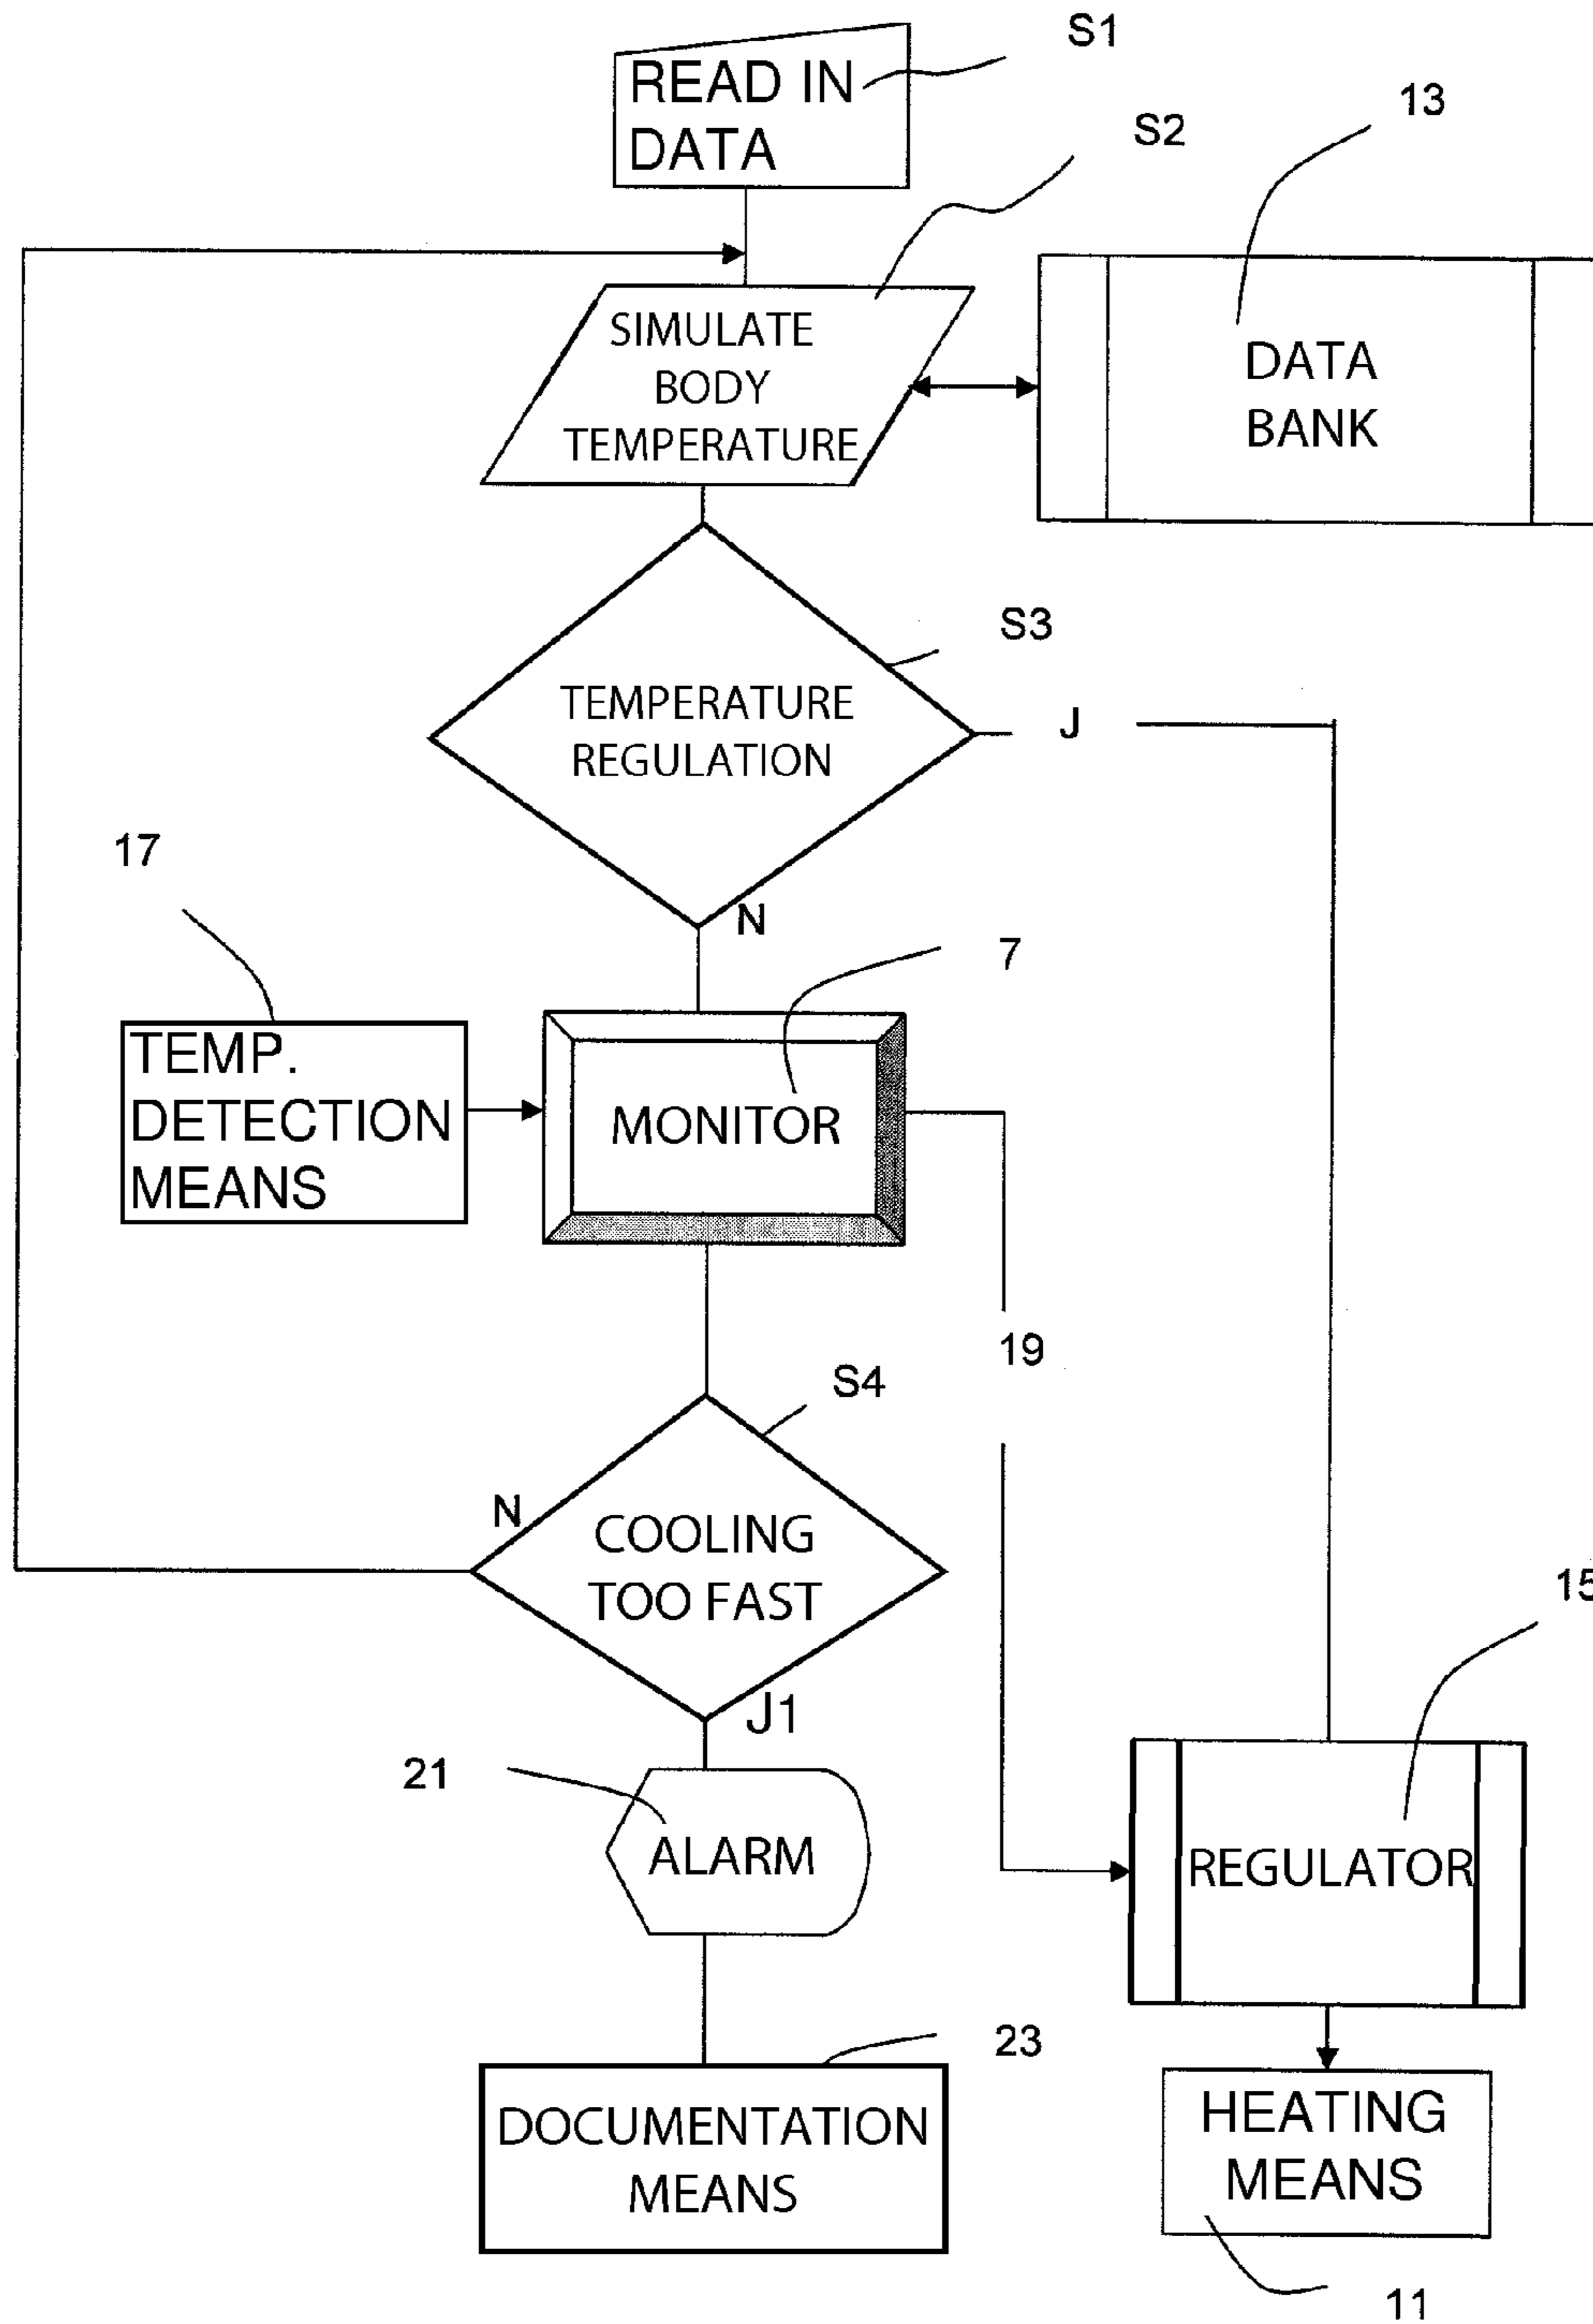 S1
READ IN
DATA
S2
13
SIMULATE
BODY
TEMPERATURE
DATA
BANK
S3
TEMPERATURE
REGULATION
J
N
17
7
TEMP.
DETECTION
MEANS
MONITOR
19
S4
N
COOLING
TOO FAST
J1
15
21
ALARM
REGULATOR
23
DOCUMENTATION
MEANS
HEATING
MEANS
11